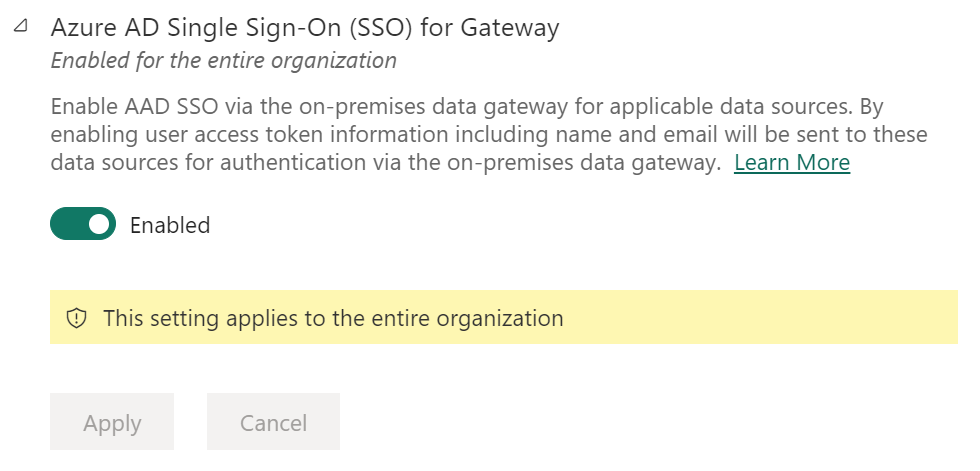 Azure AD Single Sign-On (SSO) for Gateway
Enabled for the entire organization
Enable AAD SSO via the on-premises data gateway for applicable data sources. By
enabling user access token information including name and email will be sent to these
data sources for authentication via the on-premises data gateway. Learn More
Enabled
This setting applies to the entire organization
Apply Cancel